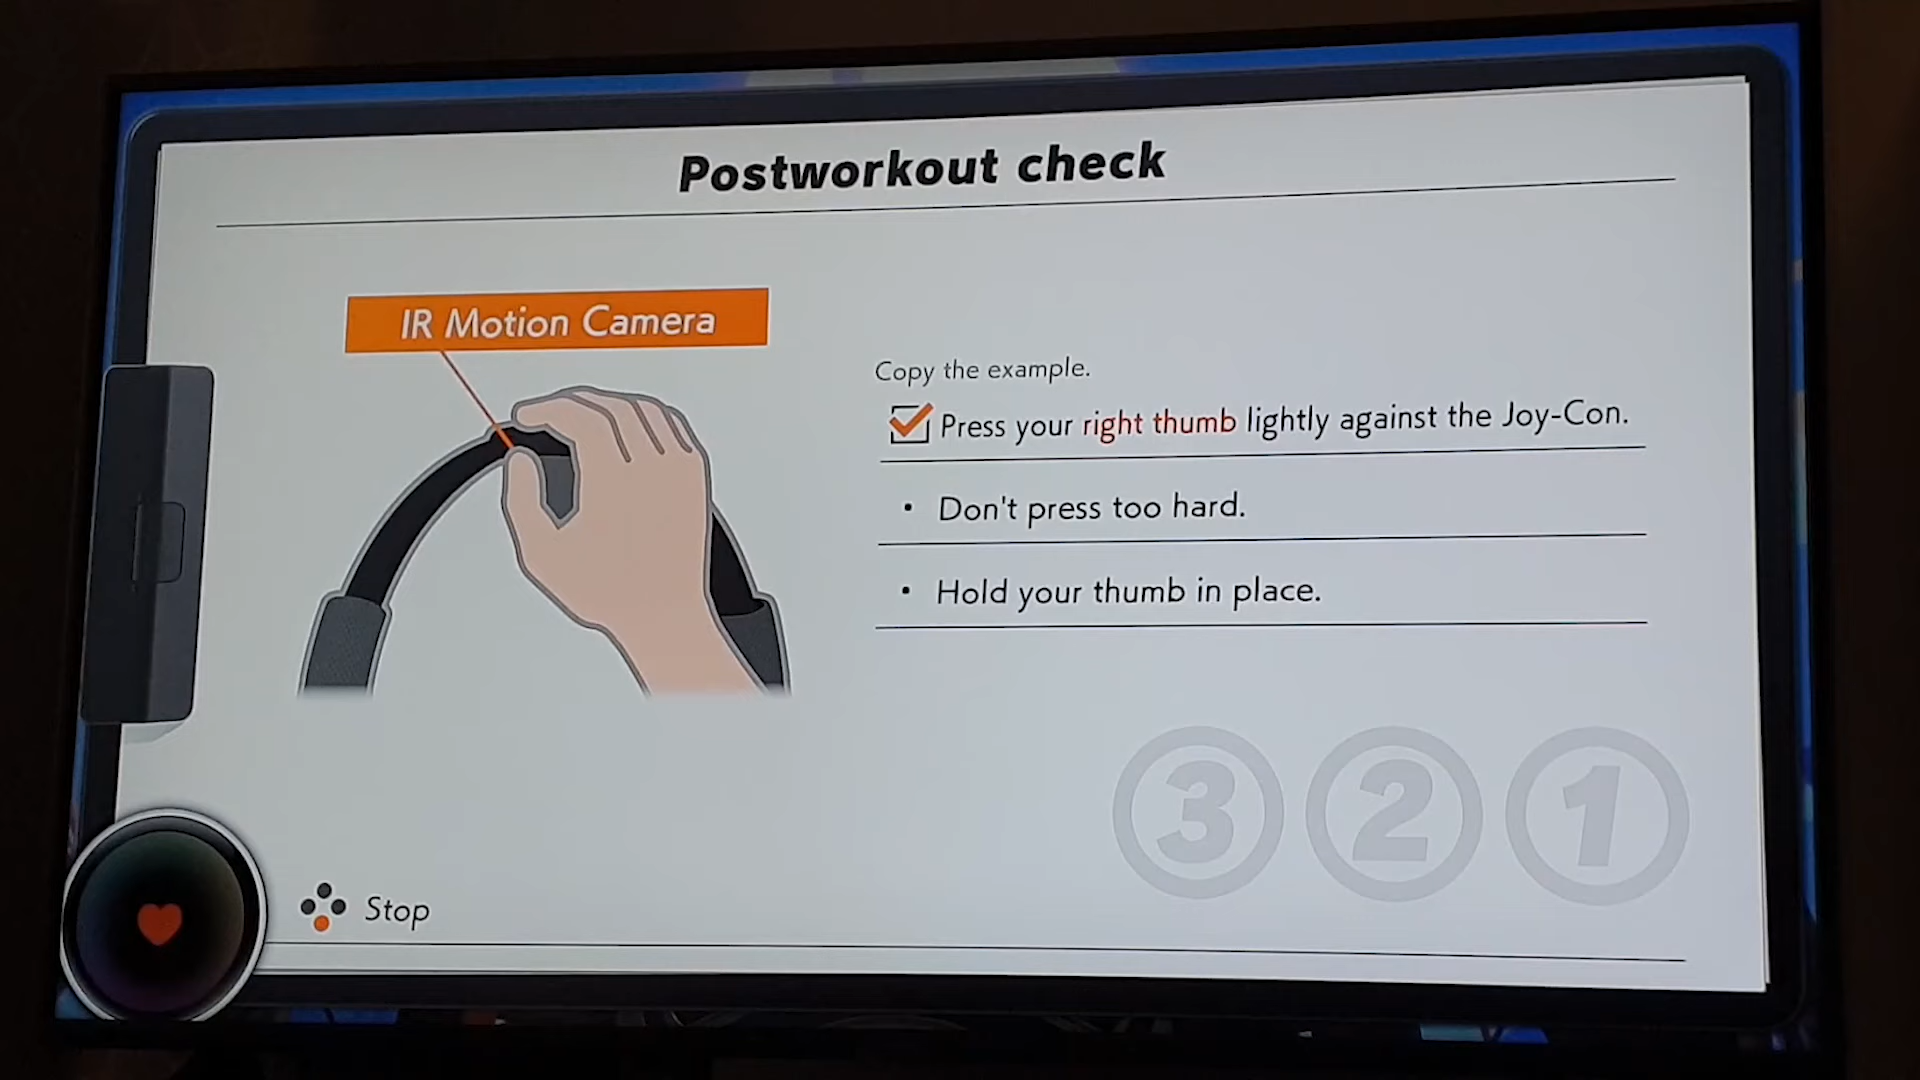 Postworkout check
IR Motion Camera
Copy the example.
Press your right thumb lightly against the Joy-Con.
• Don't press too hard.
• Hold your thumb in place.
3 2 1
Stop